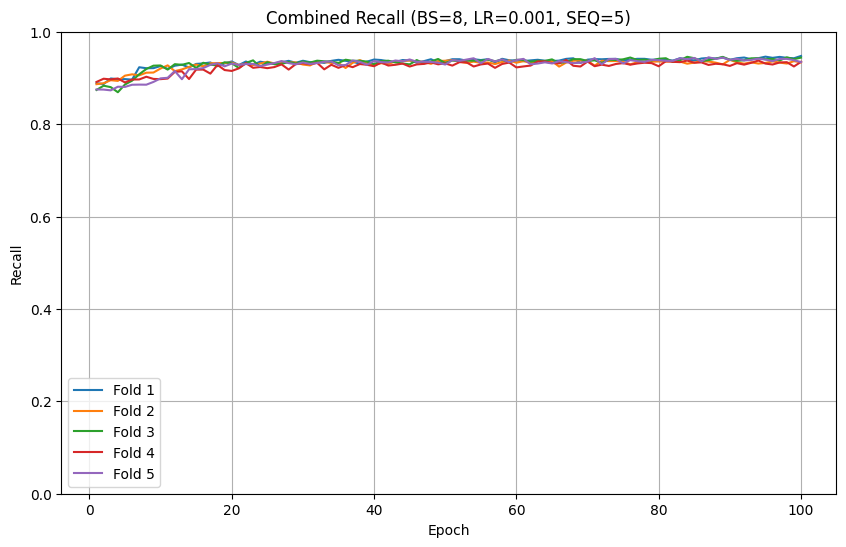 Combined Recall (BS=8, LR=0.001, SEQ=5)
1.0
0.8
0.6
0.4
0.2
0.0
Recall
Fold 1
Fold 2
Fold 3
Fold 4
Fold 5
0 20 40 60 80 100
Epoch